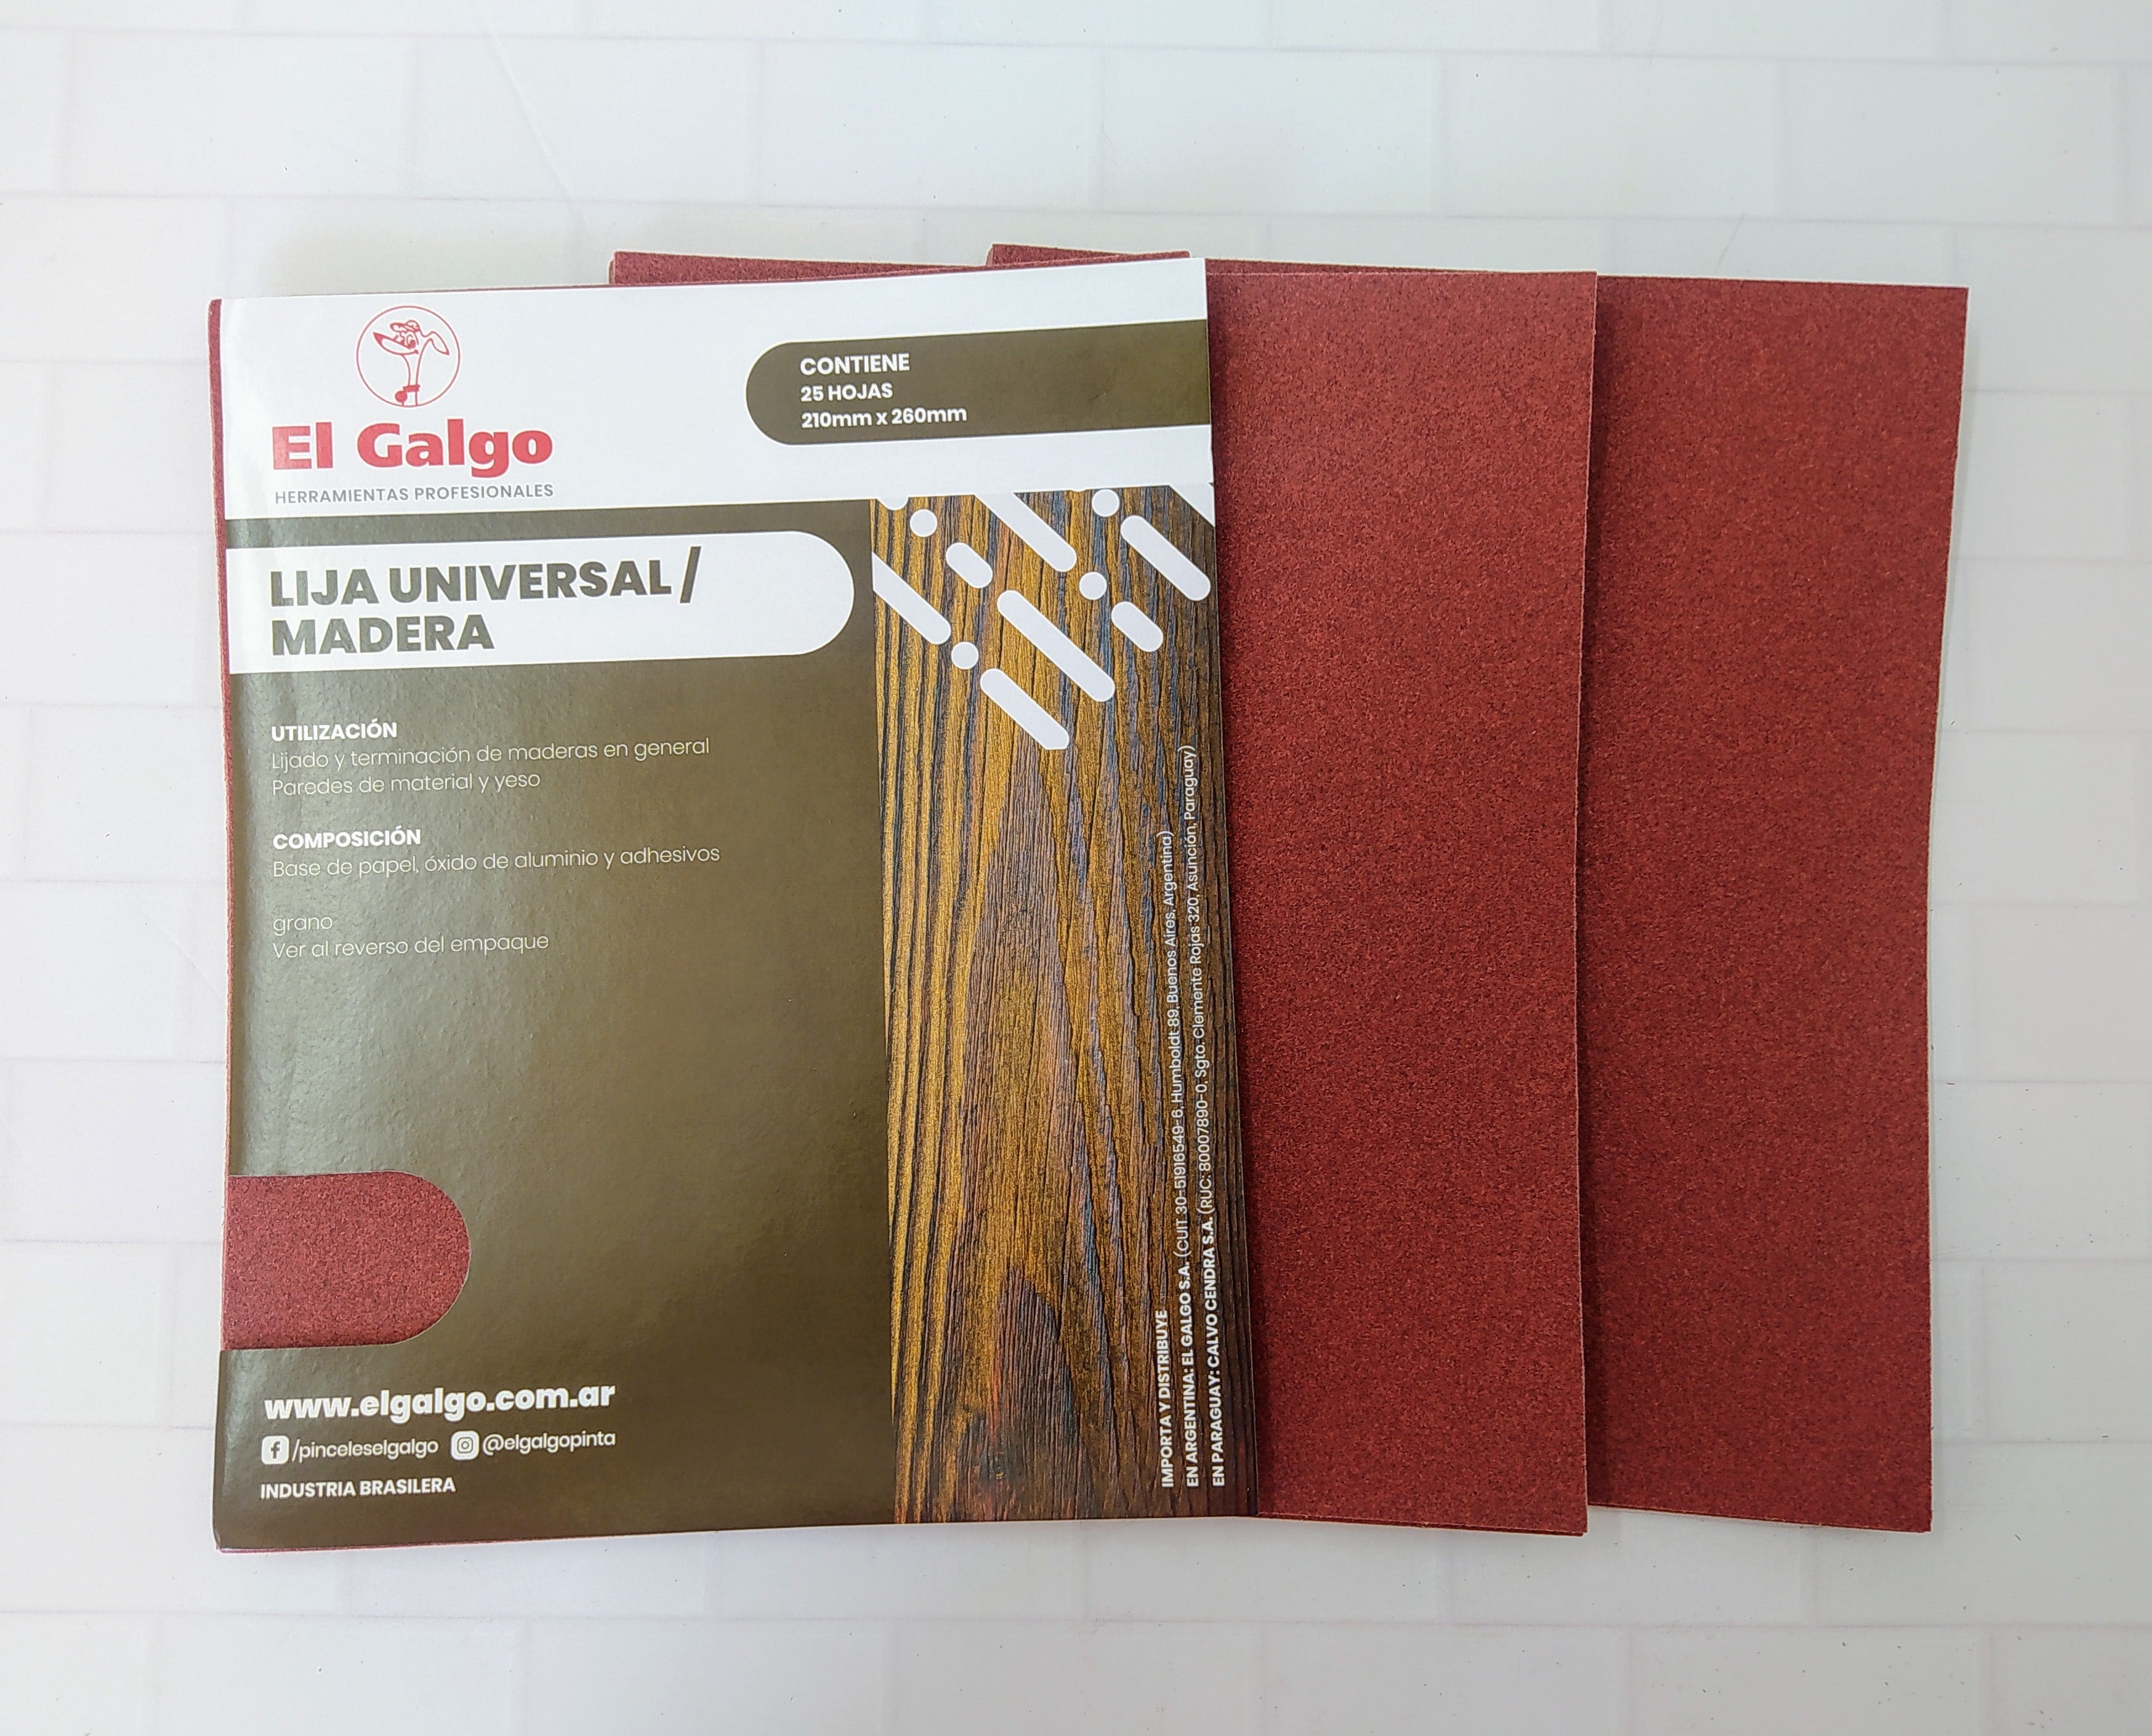 El Galgo
HERRAMIENTAS PROFESIONALES
CONTIENE
25 HOJAS
210mm x 260mm
LIJA UNIVERSAL /
MADERA
UTILIZACIÓN
Lijado y terminación de maderas en general
Paredes de material y yeso
COMPOSICIÓN
Base de papel, óxido de aluminio y adhesivos
grano
Ver al reverso del empaque
www.elgalgo.com.ar
/pinceleselgalgo @elgalgopinta
INDUSTRIA BRASILERA
IMPORTA Y DISTRIBUYE
EN ARGENTINA: EL GALGO S.A. (CUIT 30-51916549-6, Humboldt 89, Buenos Aires, Argentina)
EN PARAGUAY: CALVO CENDRA S.A. (RUC: 80007890-0, Sgto. Clemente Rojas 320, Asunción, Paraguay)